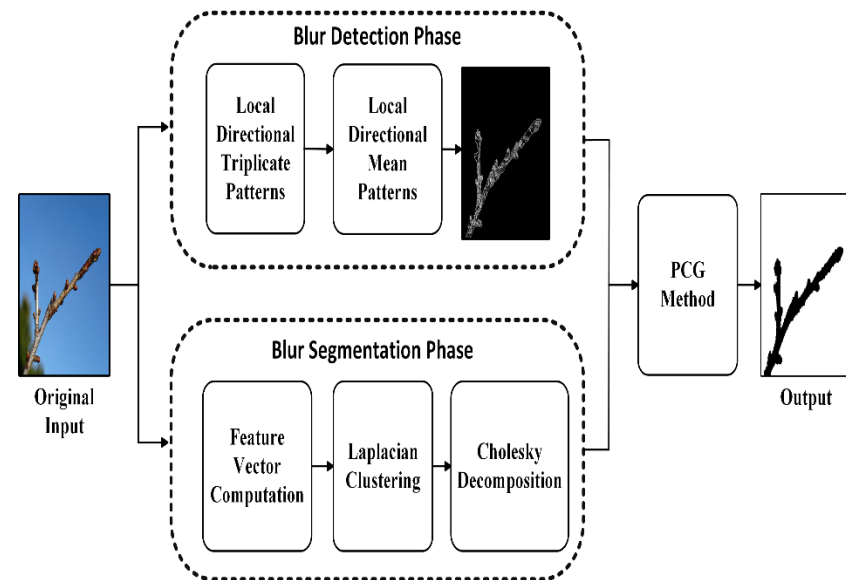 Blur Detection Phase
Local
Directional
Triplicate
Patterns
Local
Directional
Mean
Patterns
Original
Input
Blur Segmentation Phase
Feature
Vector
Computation
Laplacian
Clustering
Cholesky
Decomposition
PCG
Method
Output